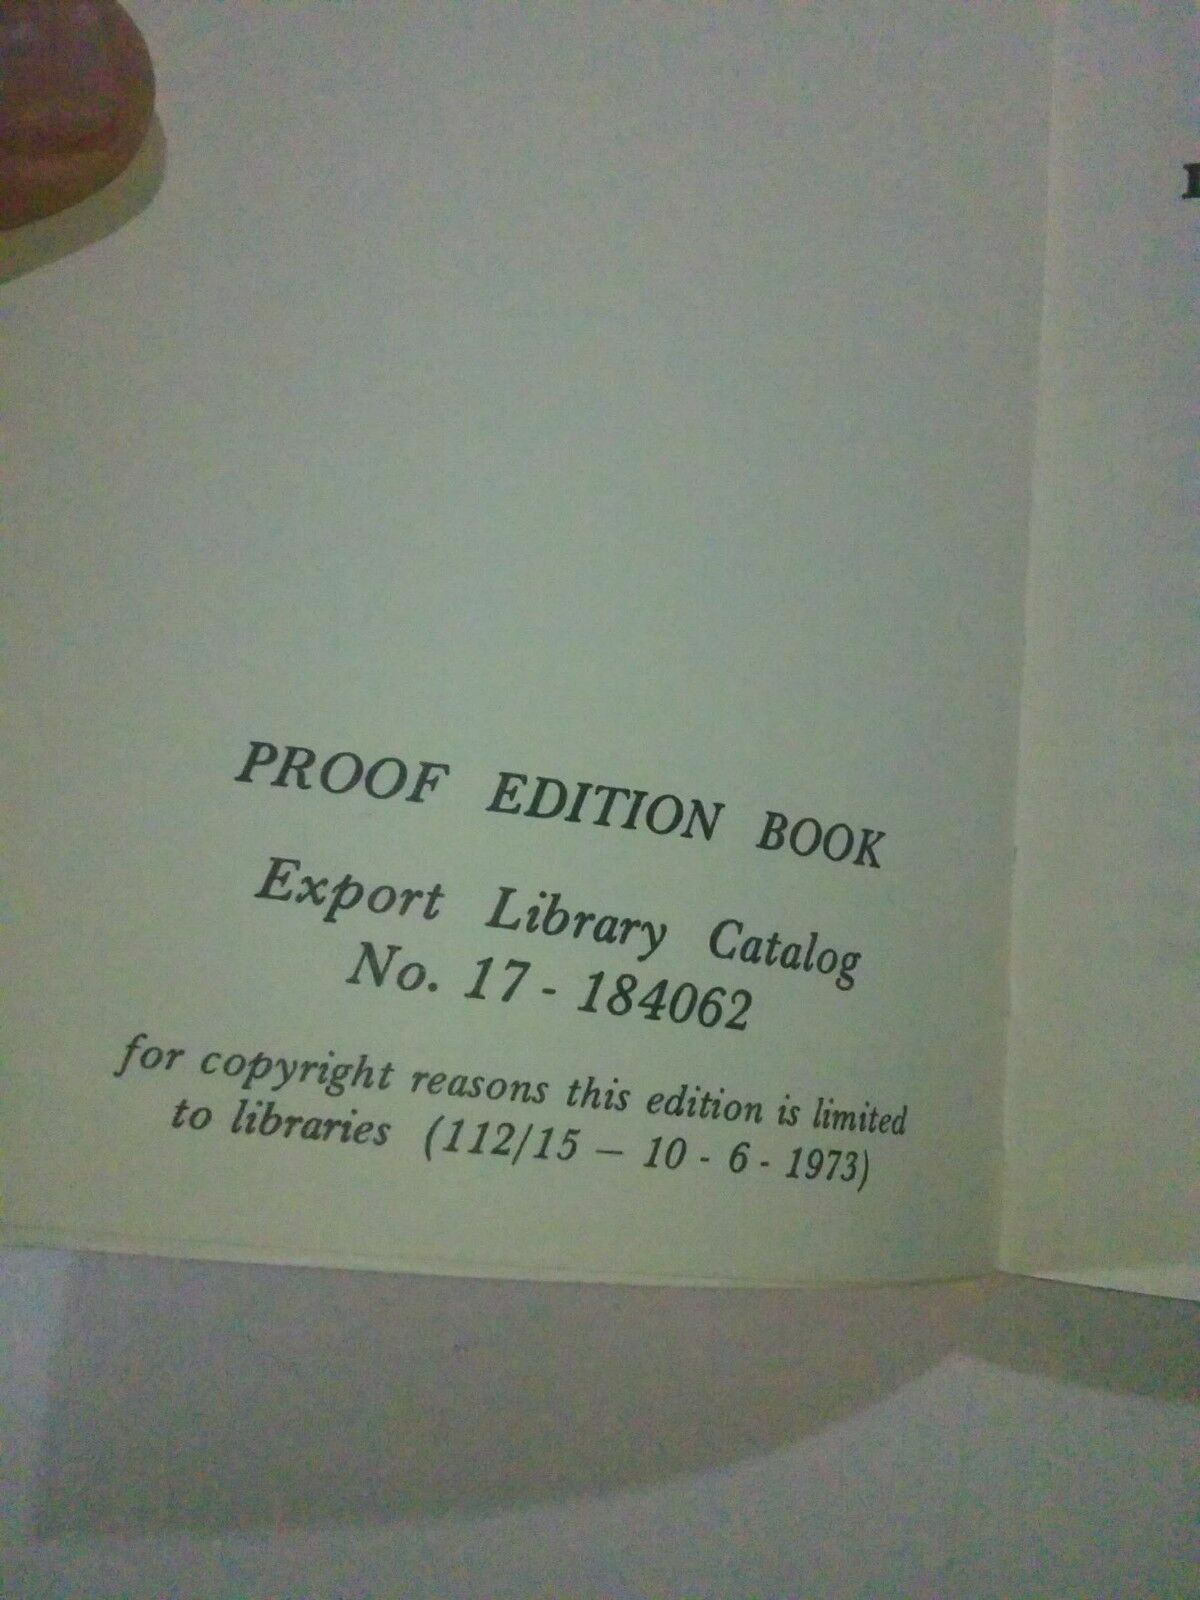 PROOF EDITION BOOK
Export Library Catalog
No. 17 - 184062
for copyright reasons this edition is limited
to libraries (112/15 – 10 - 6 - 1973)